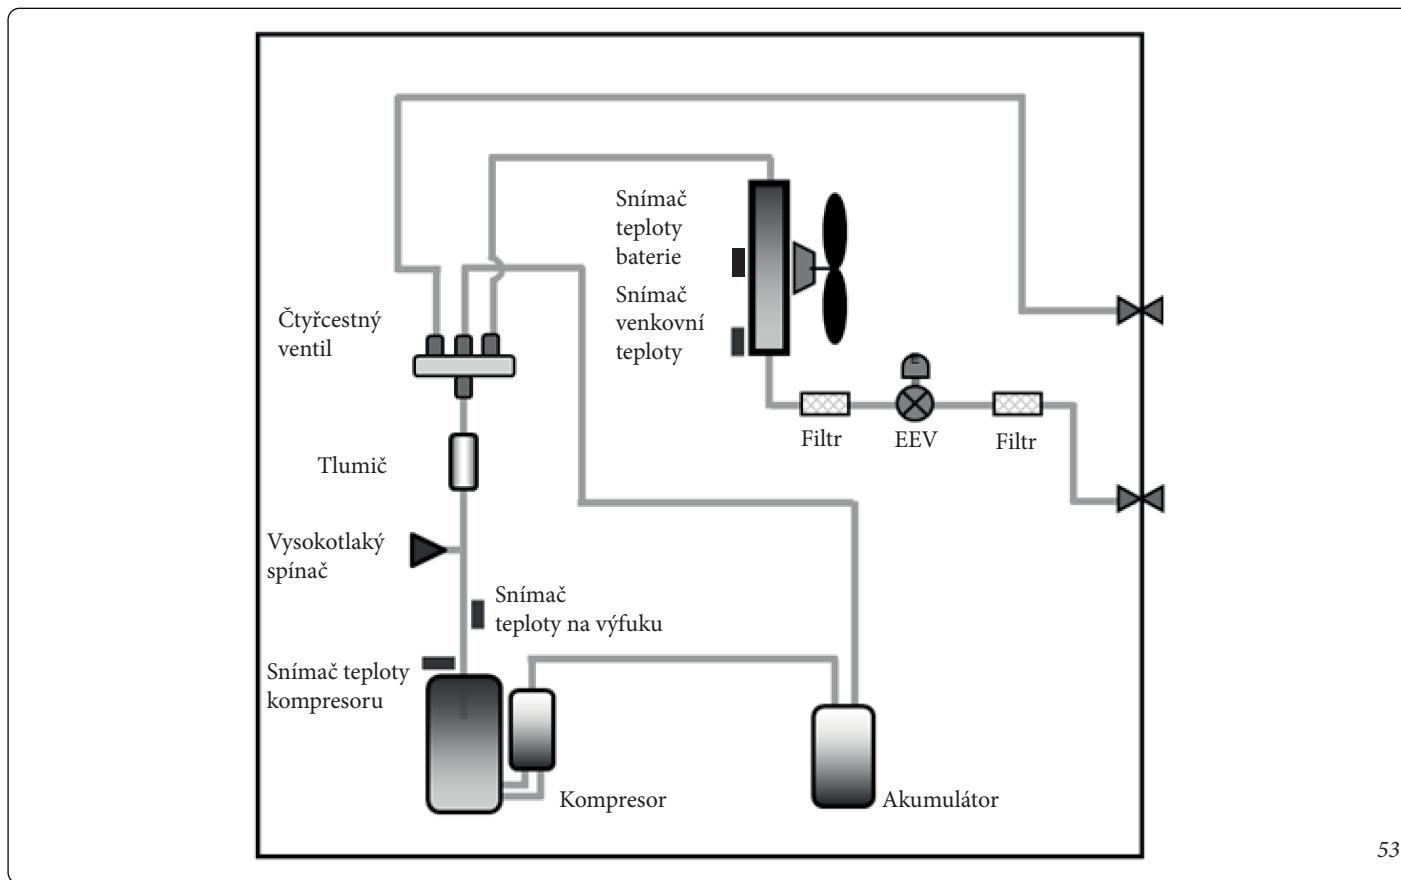 Snímač
teploty
baterie
Snímač
venkovní
teploty
Čtyřcestný
ventil
E
Filtr
EEV
Filtr
Tlumič
Vysokotlaký
spínač
Snímač
teploty na výfuku
Snímač teploty
kompresoru
Kompresor
Akumulátor
53